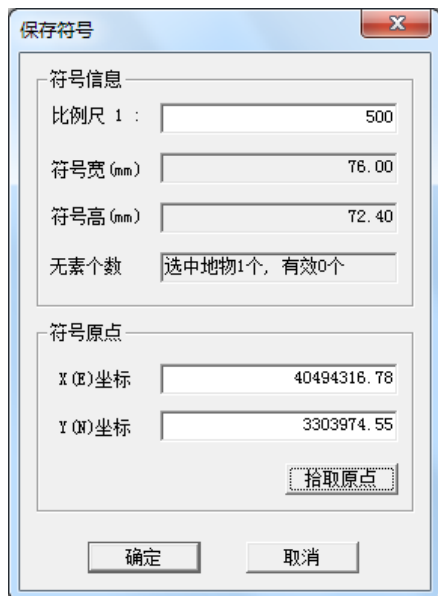 保存符号
符号信息
比例尺 1 : 500
符号宽(mm) 76.00
符号高(mm) 72.40
无素个数 选中地物1个, 有效0个
符号原点
X(E)坐标 40494316.78
Y(N)坐标 3303974.55
拾取原点
确定 取消